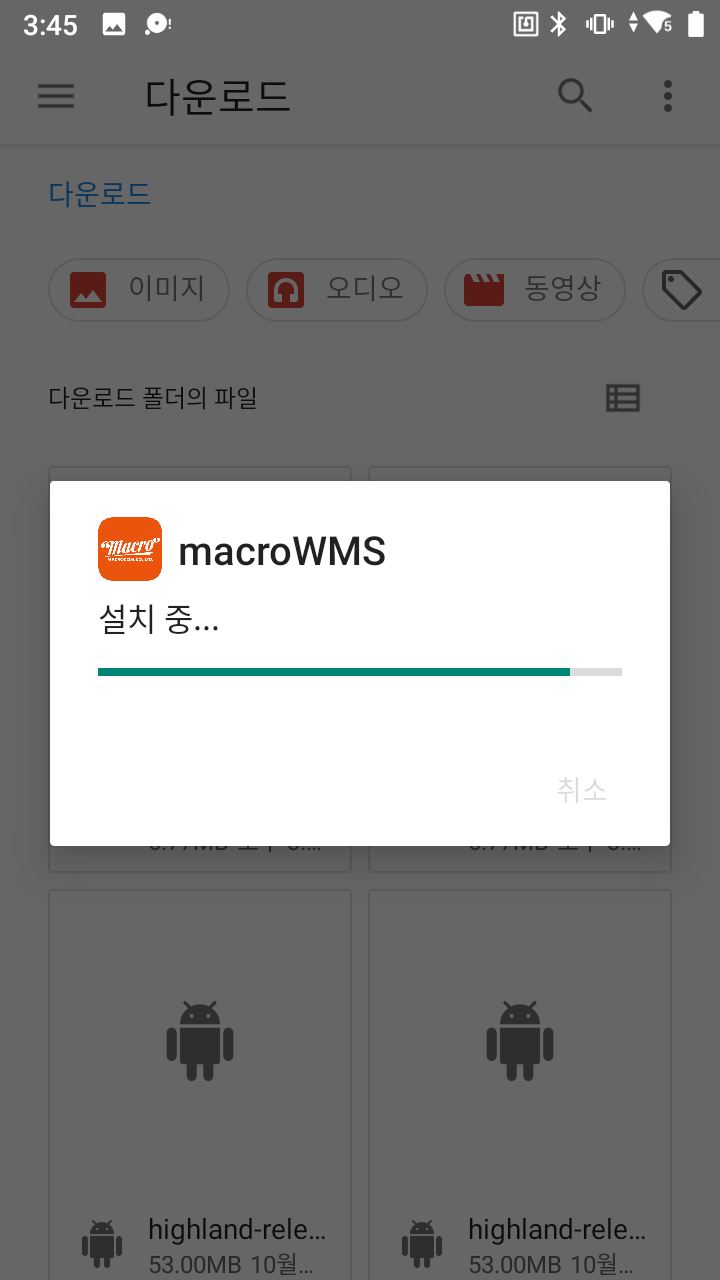 3:45
다운로드
다운로드
이미지
오디오
동영상
다운로드 폴더의 파일
macro
macroWMS
설치 중...
취소
highland-rele...
highland-rele...
53.00MB 10월...
53.00MB 10월...